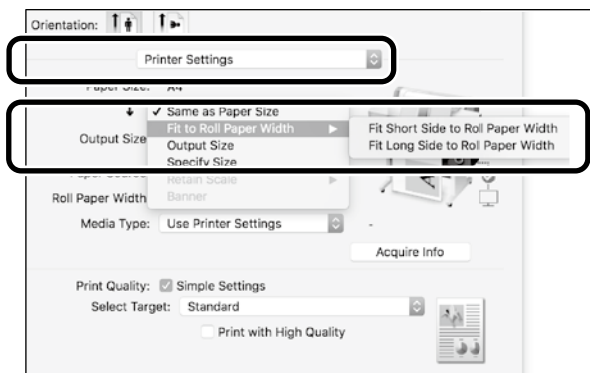 Orientation:
Printer Settings
Paper Size: A4
✓ Same as Paper Size
Fit to Roll Paper Width ▶ Fit Short Side to Roll Paper Width
Output Size Output Size Fit Long Side to Roll Paper Width
Specify Size
Paper Source Retain Scale
Roll Paper Width Banner
Media Type: Use Printer Settings -
Acquire Info
Print Quality: Simple Settings
Select Target: Standard
Print with High Quality